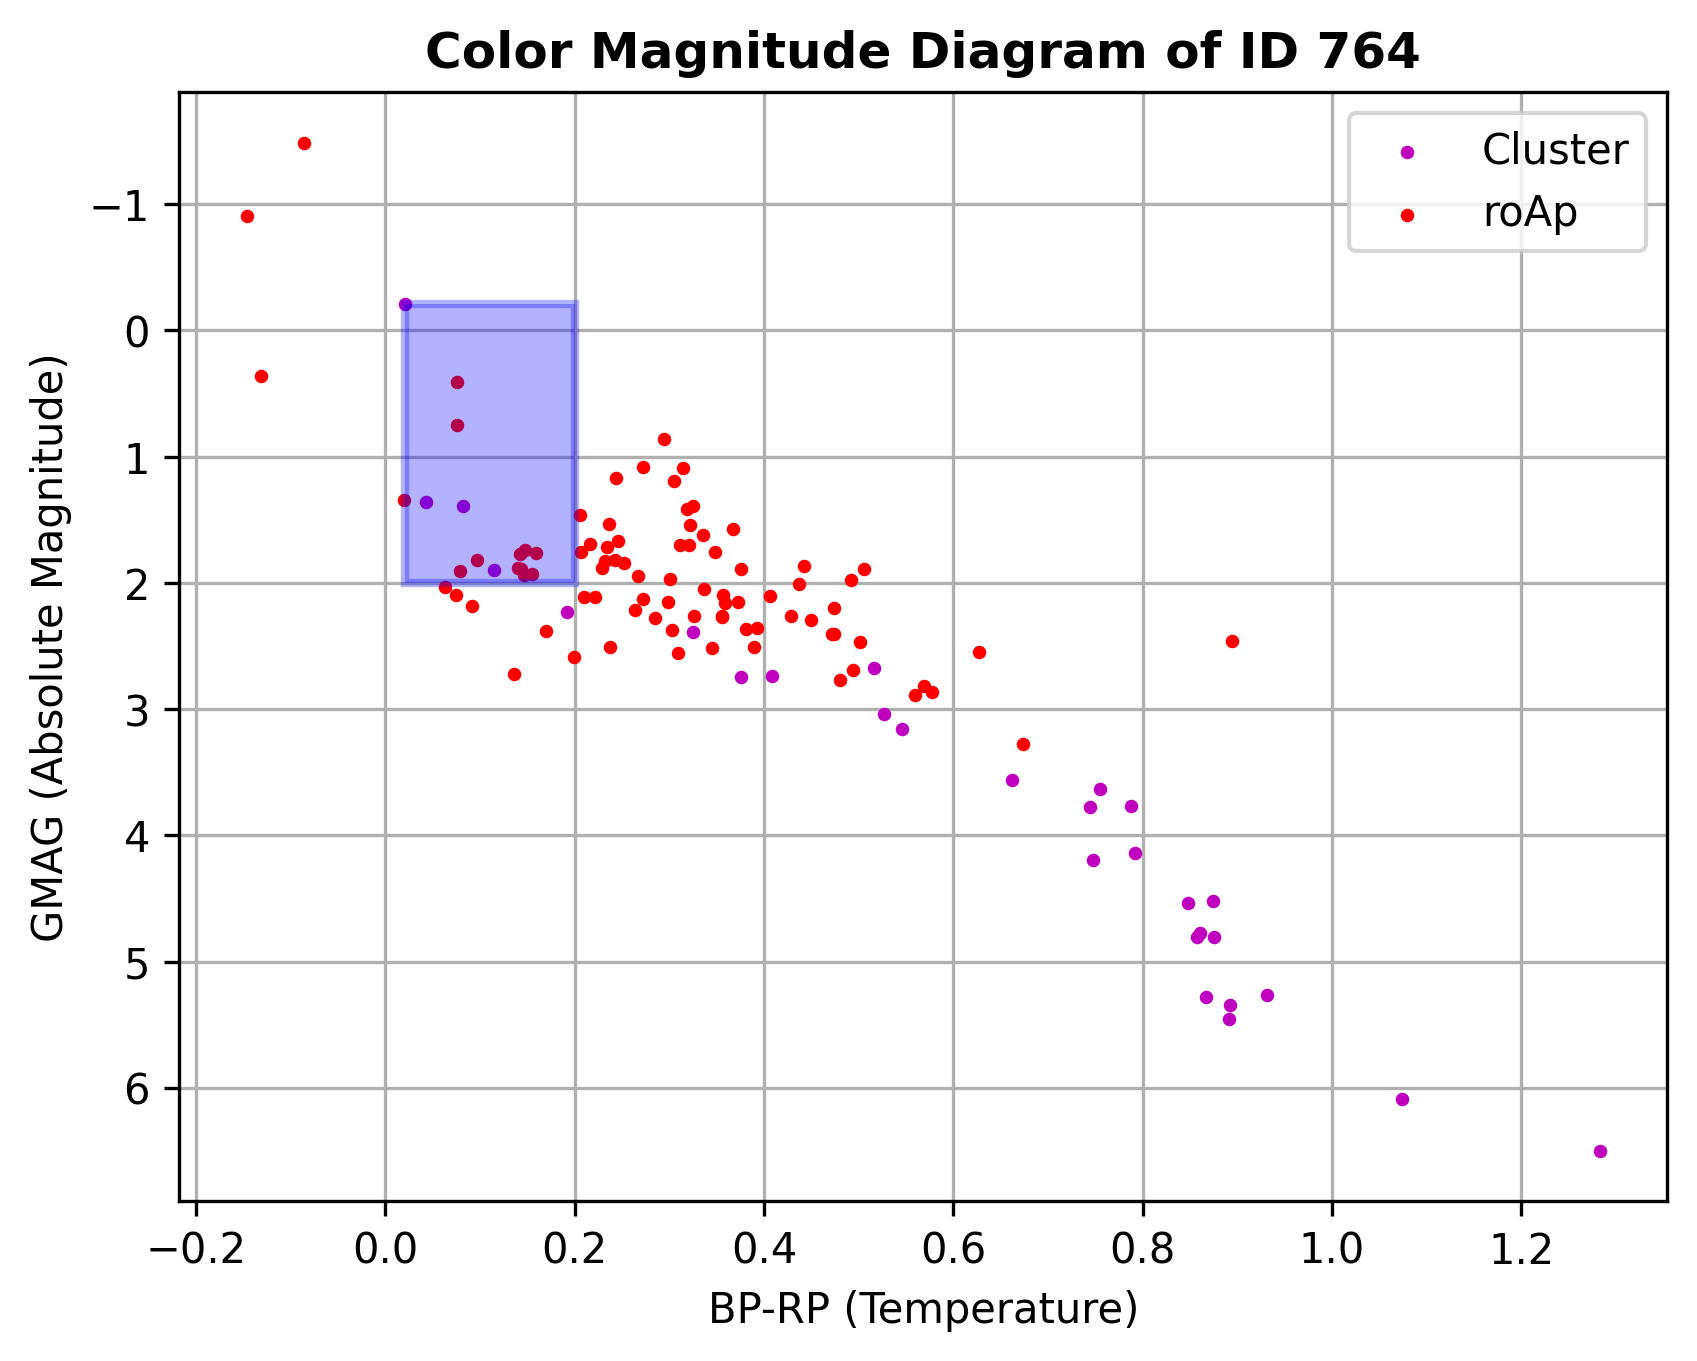 Color Magnitude Diagram of ID 764
Cluster
roAp
GMAG (Absolute Magnitude)
−1
0
1
2
3
4
5
6
−0.2 0.0 0.2 0.4 0.6 0.8 1.0 1.2
BP-RP (Temperature)